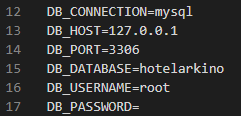 12 DB_CONNECTION=mysql
13 DB_HOST=127.0.0.1
14 DB_PORT=3306
15 DB_DATABASE=hotelarkino
16 DB_USERNAME=root
17 DB_PASSWORD=